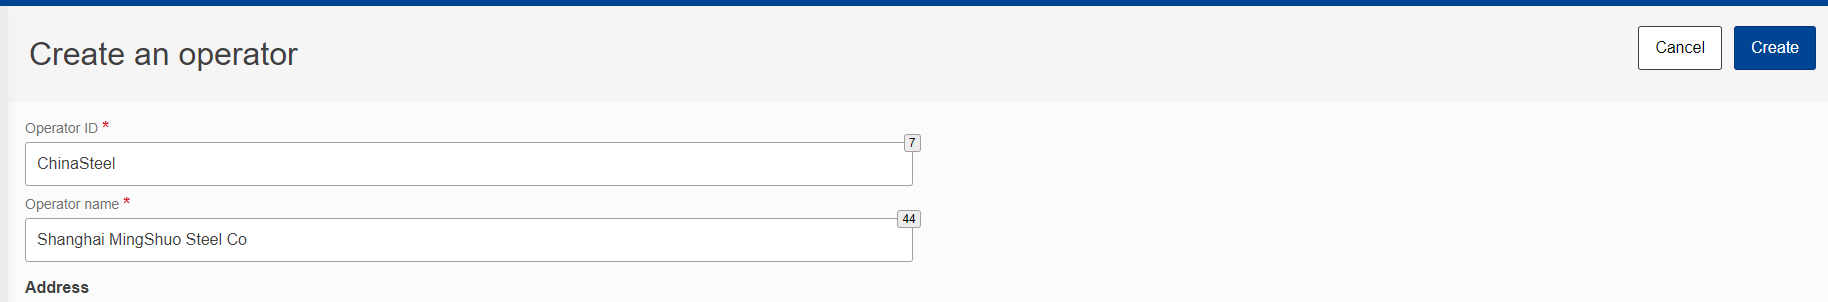 Create an operator
Cancel
Create
Operator ID *
7
ChinaSteel
Operator name *
44
Shanghai MingShuo Steel Co
Address